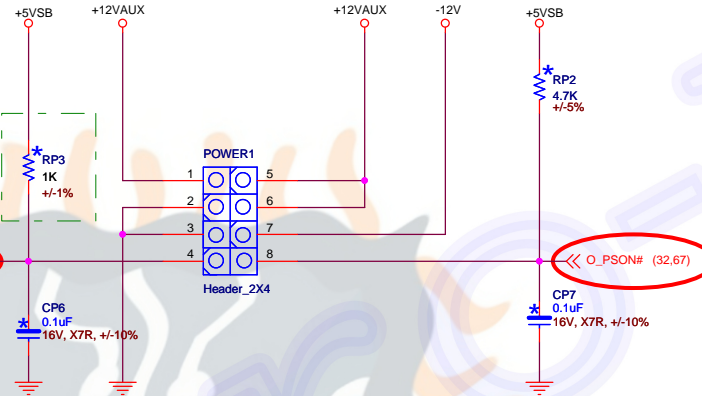 +5VSB
+12VAUX
+12VAUX
-12V
+5VSB
*
RP2
4.7K
+/-5%
*
RP3
1K
+/-1%
POWER1
1
5
2
6
3
7
4
8
Header_2X4
O_PSON# (32,67)
CP6
0.1uF
*
16V, X7R, +/-10%
CP7
0.1uF
*
16V, X7R, +/-10%